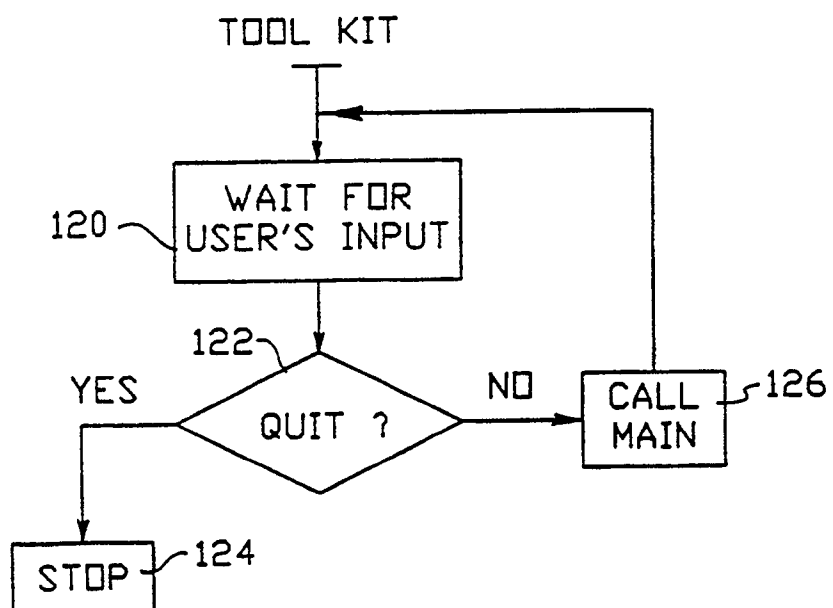 TOOL KIT
WAIT FOR
USER'S INPUT
120
122
YES
QUIT ?
NO
CALL
MAIN
126
STOP
124